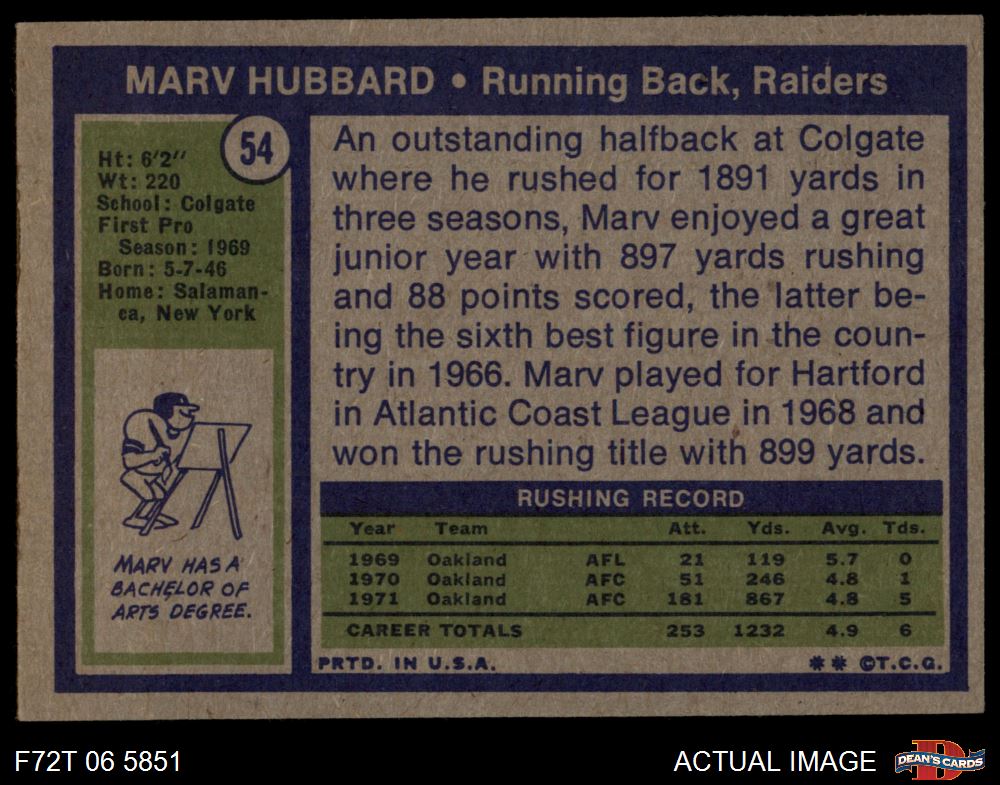 MARV HUBBARD • Running Back, Raiders
54
Ht: 6'2"
Wt: 220
School: Colgate
First Pro
Season: 1969
Born: 5-7-46
Home: Salaman-
ca, New York
MARV HAS A
BACHELOR OF
ARTS DEGREE.
An outstanding halfback at Colgate
where he rushed for 1891 yards in
three seasons, Marv enjoyed a great
junior year with 897 yards rushing
and 88 points scored, the latter be-
ing the sixth best figure in the coun-
try in 1966. Marv played for Hartford
in Atlantic Coast League in 1968 and
won the rushing title with 899 yards.
RUSHING RECORD
Year Team Att. Yds. Avg. Tds.
1969 Oakland AFL 21 119 5.7 0
1970 Oakland AFC 51 246 4.8 1
1971 Oakland AFC 181 867 4.8 5
CAREER TOTALS 253 1232 4.9 6
PRTD. IN U.S.A. ** ©T.C.G.
F72T 06 5851 ACTUAL IMAGE DEAN'S CARDS